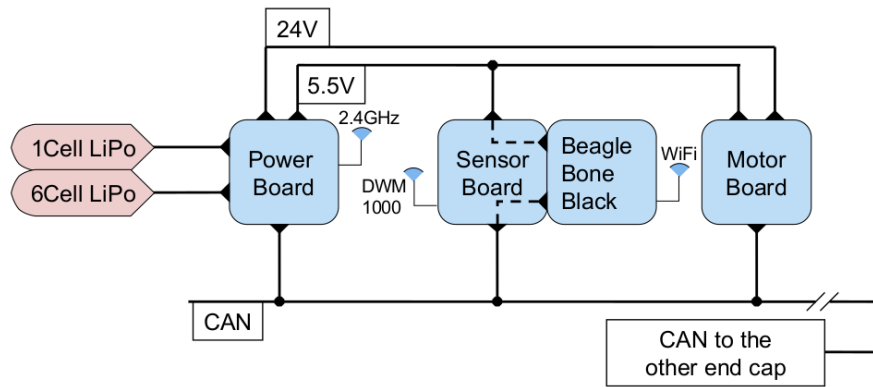 24V
5.5V
2.4GHz
1Cell LiPo
6Cell LiPo
Power
Board
DWM
1000
Sensor
Board
Beagle
Bone
Black
WiFi
Motor
Board
CAN
CAN to the
other end cap